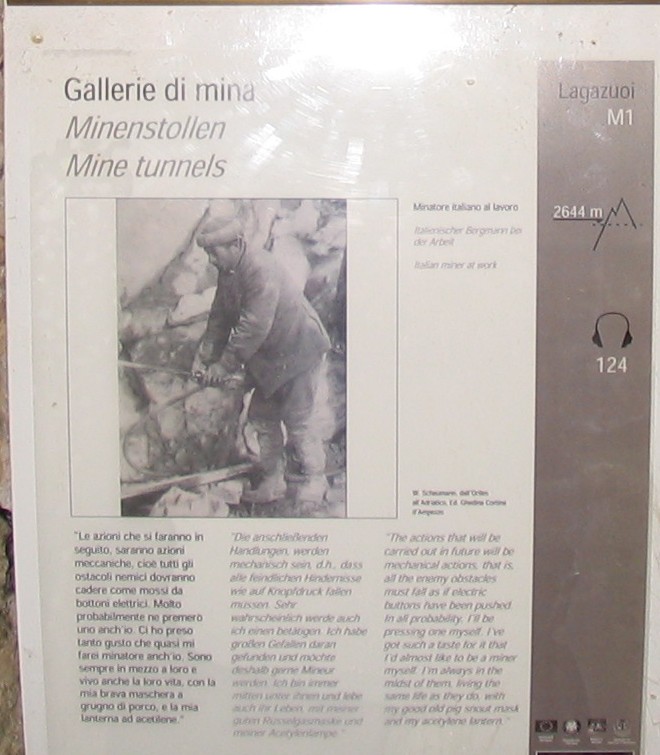 Gallerie di mina
Minenstollen
Mine tunnels
Lagazuoi
M1
2644 m
124
Minatore italiano al lavoro
Italienischer Bergmann bei
der Arbeit
Italian miner at work
W. Schaumann, dall'Ortles
all'Adriatico, Ed. Ghedina Cortina
d'Ampezzo
"Le azioni che si faranno in
seguito, saranno azioni
meccaniche, cioè tutti gli
ostacoli nemici dovranno
cadere come mossi da
bottoni elettrici. Molto
probabilmente ne premerò
uno anch'io. Ci ho preso
tanto gusto che quasi mi
farei minatore anch'io. Sono
sempre in mezzo a loro e
vivo anche la loro vita, con la
mia brava maschera a
grugno di porco, e la mia
lanterna ad acetilene."
"Die anschließenden
Handlungen, werden
mechanisch sein, d.h., dass
alle feindlichen Hindernisse
wie auf Knopfdruck fallen
müssen. Sehr
wahrscheinlich werde auch
ich einen betätigen. Ich habe
großen Gefallen daran
gefunden und möchte
deshalb gerne Mineur
werden. Ich bin immer
mitten unter ihnen und lebe
auch ihr Leben, mit meiner
guten Rüsselgasmaske und
meiner Acetylenlampe."
"The actions that will be
carried out in future will be
mechanical actions, that is,
all the enemy obstacles
must fall as if electric
buttons have been pushed.
In all probability, I'll be
pressing one myself. I've
got such a taste for it that
I'd almost like to be a miner
myself. I'm always in the
midst of them, living the
same life as they do, with
my good old pig snout mask
and my acetylene lantern."